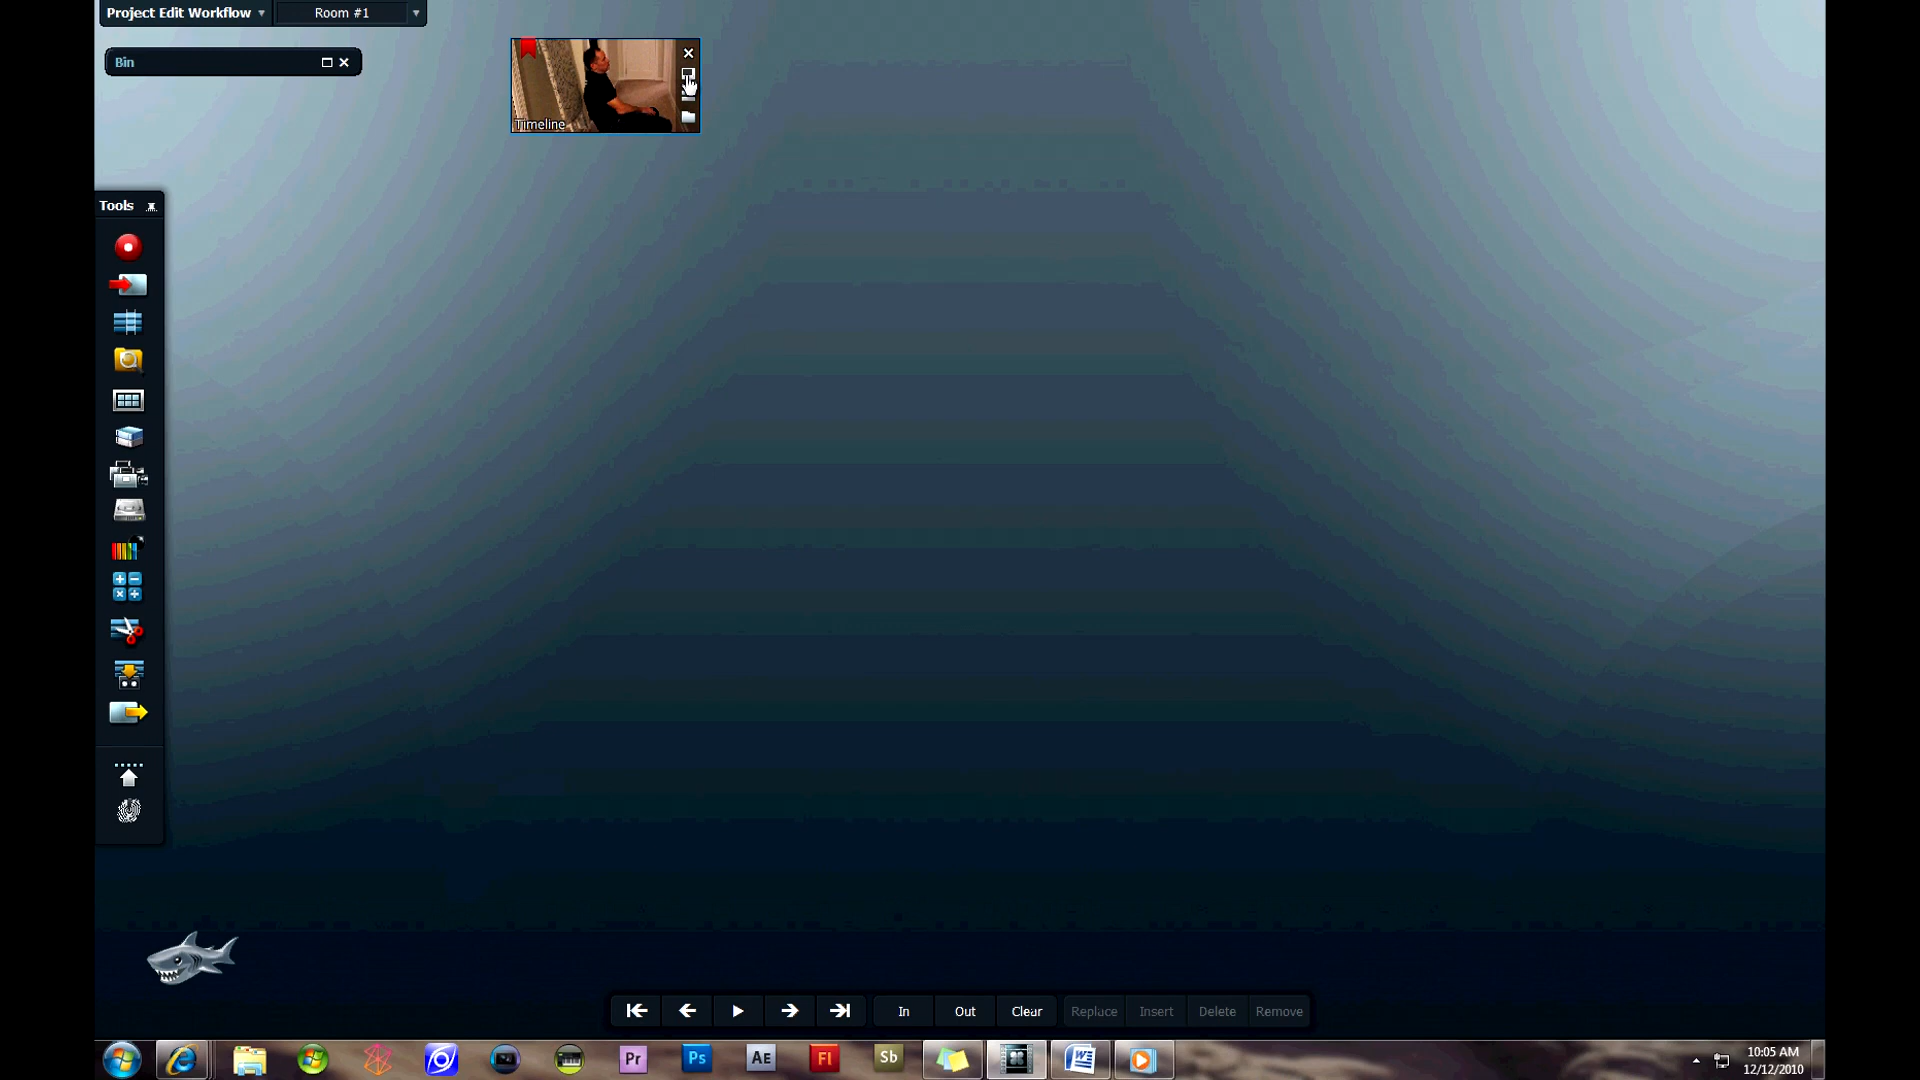 Project Edit Workflow
Room #1
Bin
Timeline
Tools
In
Out
Clear
Replace
Insert
Delete
Remove
Pr
Ps
AE
Fl
Sb
10:05 AM
12/12/2010